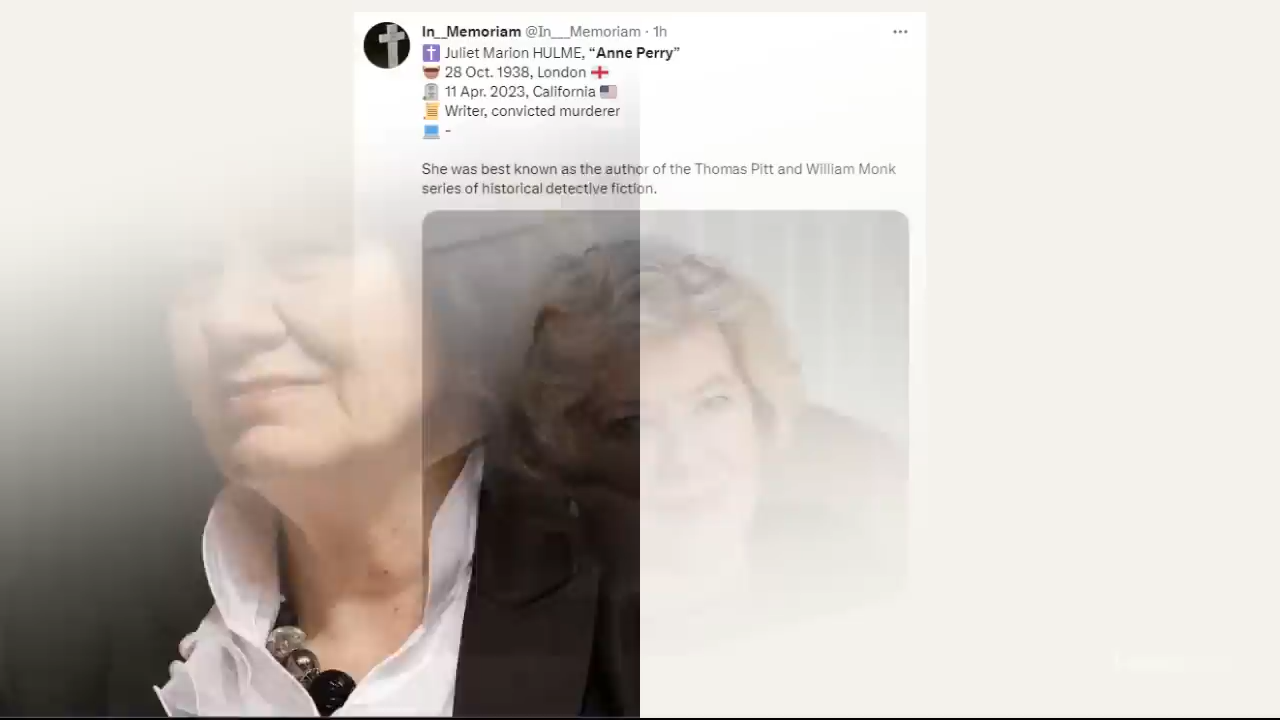 In__Memoriam @In___Memoriam · 1h
Juliet Marion HULME, “Anne Perry”
28 Oct. 1938, London
11 Apr. 2023, California
Writer, convicted murderer
-
She was best known as the author of the Thomas Pitt and William Monk
series of historical detective fiction.